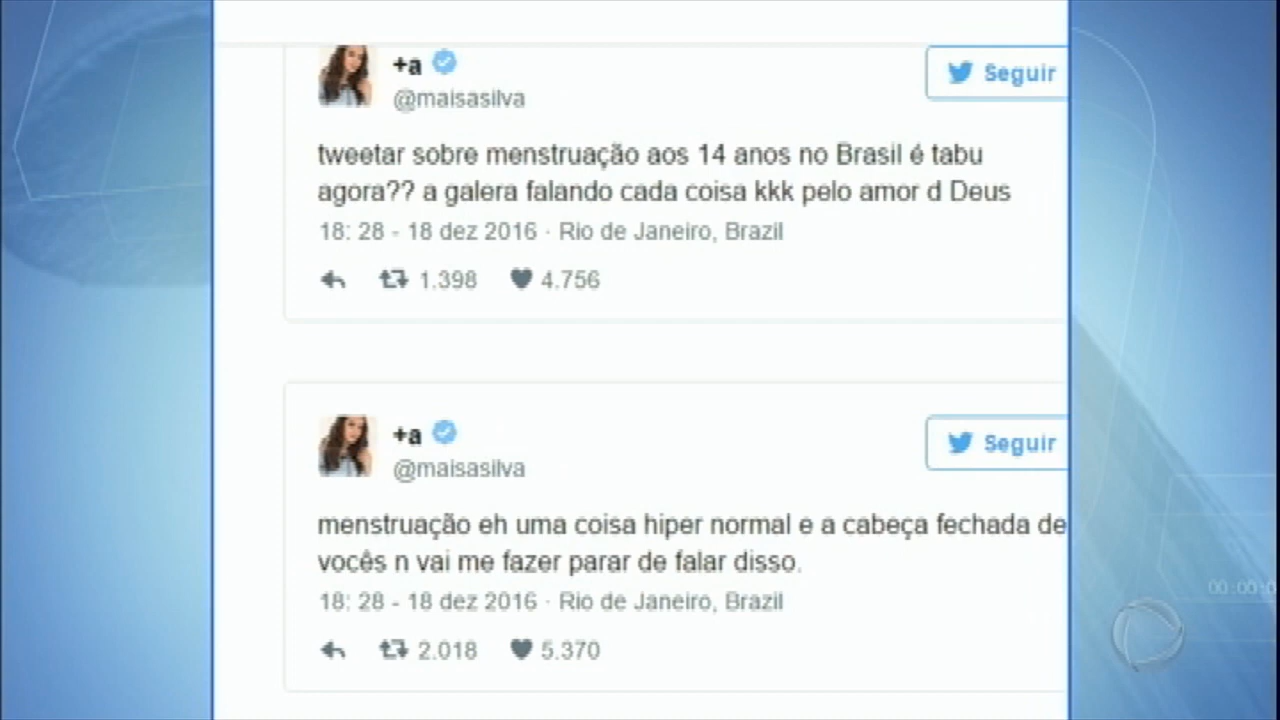 +a
@maisasilva
Seguir
tweetar sobre menstruação aos 14 anos no Brasil é tabu
agora?? a galera falando cada coisa kkk pelo amor d Deus
18: 28 - 18 dez 2016 · Rio de Janeiro, Brazil
1.398 4.756
+a
@maisasilva
Seguir
menstruação eh uma coisa hiper normal e a cabeça fechada de
vocês n vai me fazer parar de falar disso.
18: 28 - 18 dez 2016 · Rio de Janeiro, Brazil
2.018 5.370